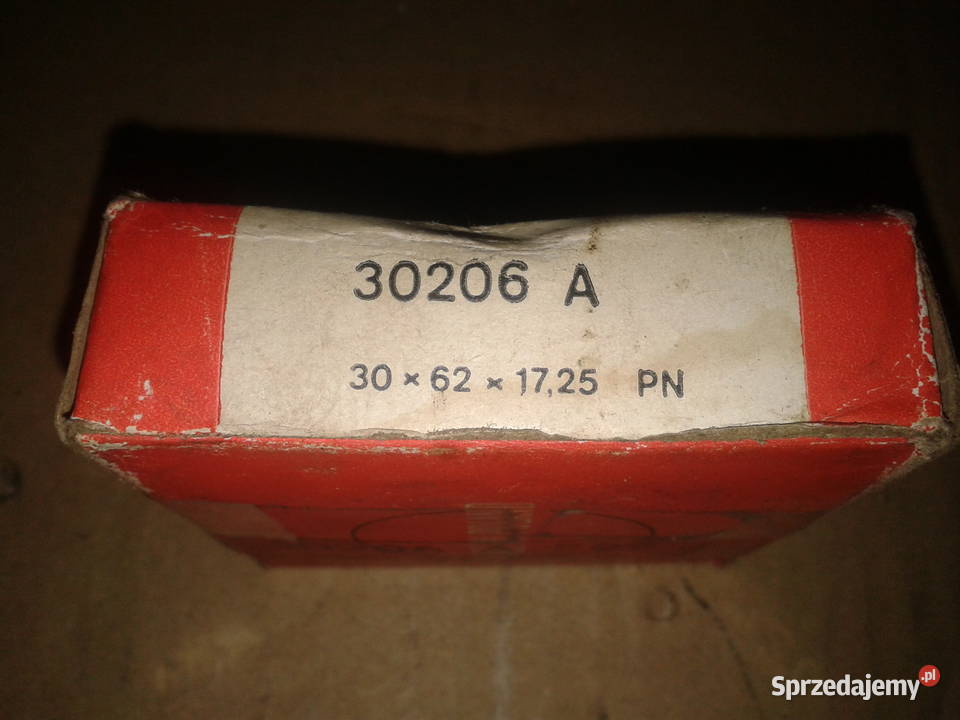 30206 A
30 × 62 × 17,25 PN
Sprzedajemy.pl